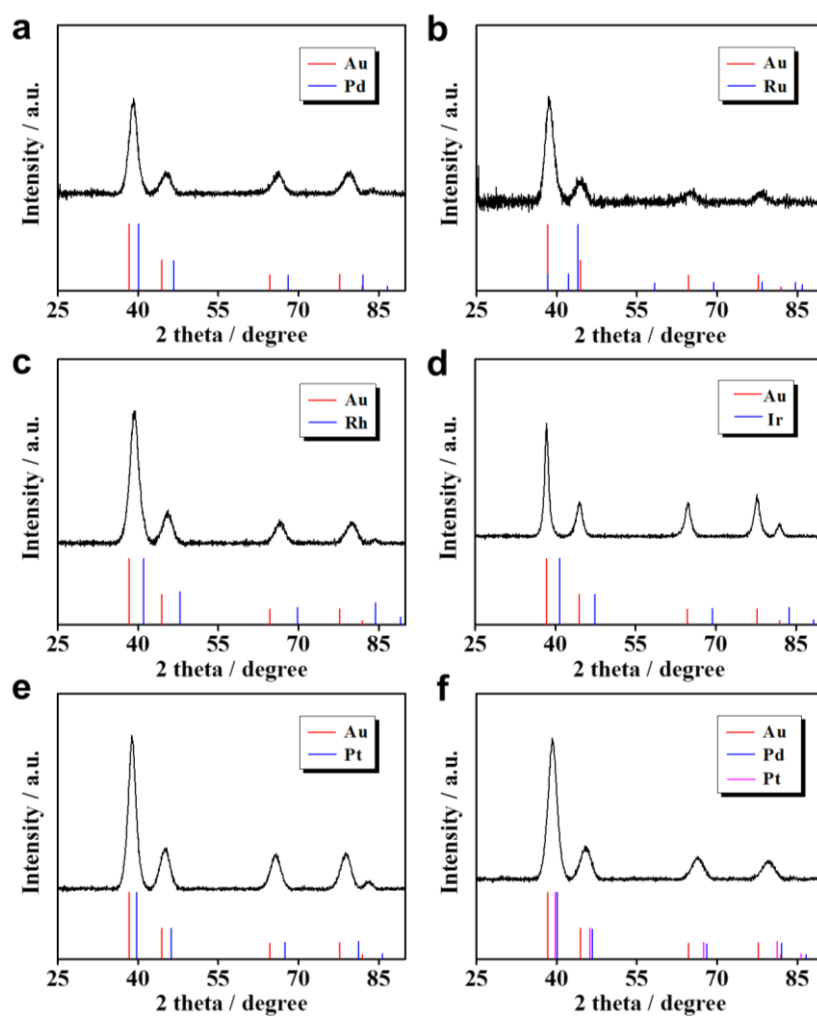 a
Au
Pd
Intensity / a.u.
25 40 55 70 85
2 theta / degree
b
Au
Ru
Intensity / a.u.
25 40 55 70 85
2 theta / degree
c
Au
Rh
Intensity / a.u.
25 40 55 70 85
2 theta / degree
d
Au
Ir
Intensity / a.u.
25 40 55 70 85
2 theta / degree
e
Au
Pt
Intensity / a.u.
25 40 55 70 85
2 theta / degree
f
Au
Pd
Pt
Intensity / a.u.
25 40 55 70 85
2 theta / degree